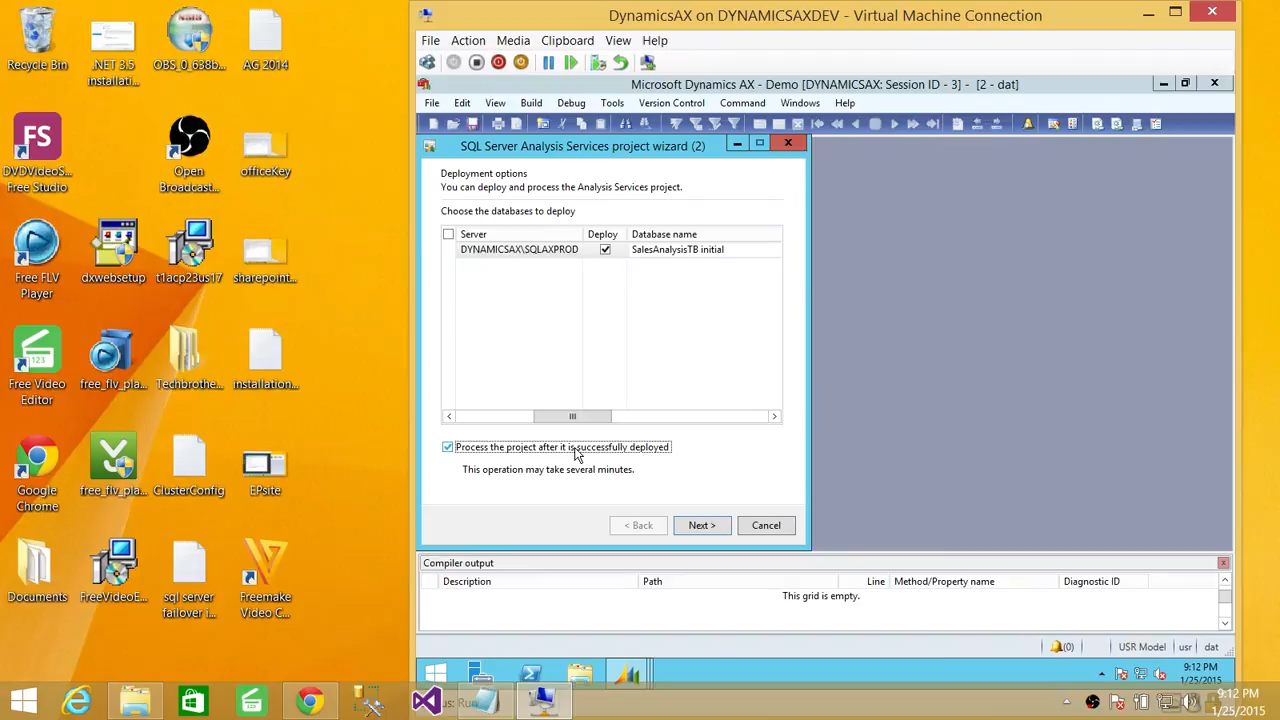 DynamicsAX on DYNAMICSAXDEV - Virtual Machine Connection
File Action Media Clipboard View Help
Microsoft Dynamics AX - Demo [DYNAMICSAX: Session ID - 3] - [2 - dat]
File Edit View Build Debug Tools Version Control Command Windows Help
SQL Server Analysis Services project wizard (2)
Deployment options
You can deploy and process the Analysis Services project.
Choose the databases to deploy
Server Deploy Database name
DYNAMICSAX\SQLAXPROD SalesAnalysisTB initial
Process the project after it is successfully deployed
This operation may take several minutes.
< Back Next > Cancel
Compiler output
Description Path Line Method/Property name Diagnostic ID
This grid is empty.
(0) USR Model usr dat
9:12 PM
1/25/2015
Recycle Bin
.NET 3.5
installati...
OBS_0_638b...
AG 2014
FS
DVDVideoS...
Free Studio
Open
Broadcast...
officeKey
Free FLV
Player
dxwebsetup
t1acp23us17
sharepoint...
123
Free Video
Editor
free_flv_pla...
Techbrothe...
installation...
Google
Chrome
free_flv_pla...
ClusterConfig
EPsite
Documents
FreeVideoE...
sql server
failover i...
Freemake
Video C...
123
9:12 PM
1/25/2015